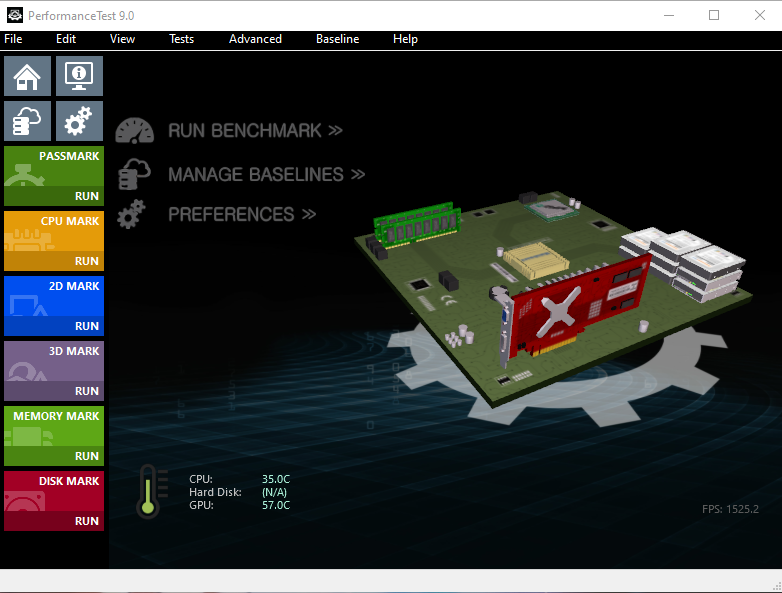 PerformanceTest 9.0
File Edit View Tests Advanced Baseline Help
PASSMARK
RUN
CPU MARK
RUN
2D MARK
RUN
3D MARK
RUN
MEMORY MARK
RUN
DISK MARK
RUN
RUN BENCHMARK >>
MANAGE BASELINES >>
PREFERENCES >>
CPU: 35.0C
Hard Disk: (N/A)
GPU: 57.0C
FPS: 1525.2